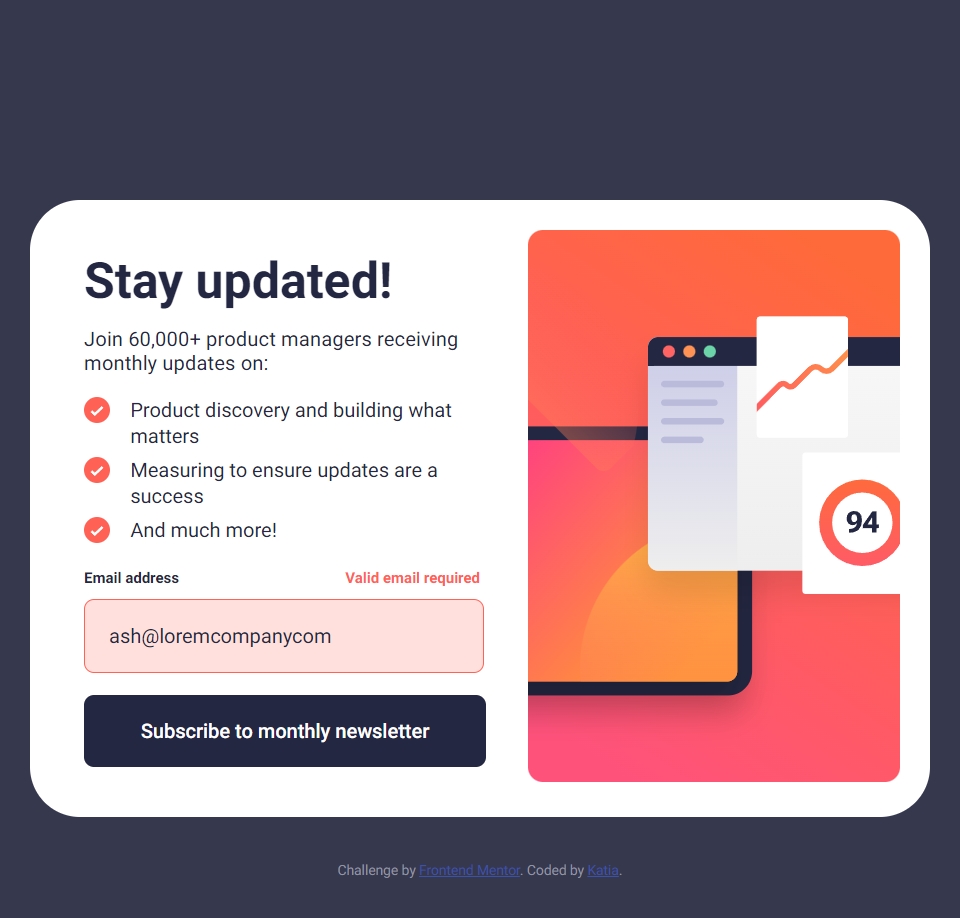 Stay updated!
Join 60,000+ product managers receiving
monthly updates on:
Product discovery and building what
matters
Measuring to ensure updates are a
success
And much more!
Email address
Valid email required
ash@loremcompanycom
Subscribe to monthly newsletter
94
Challenge by Frontend Mentor. Coded by Katia.